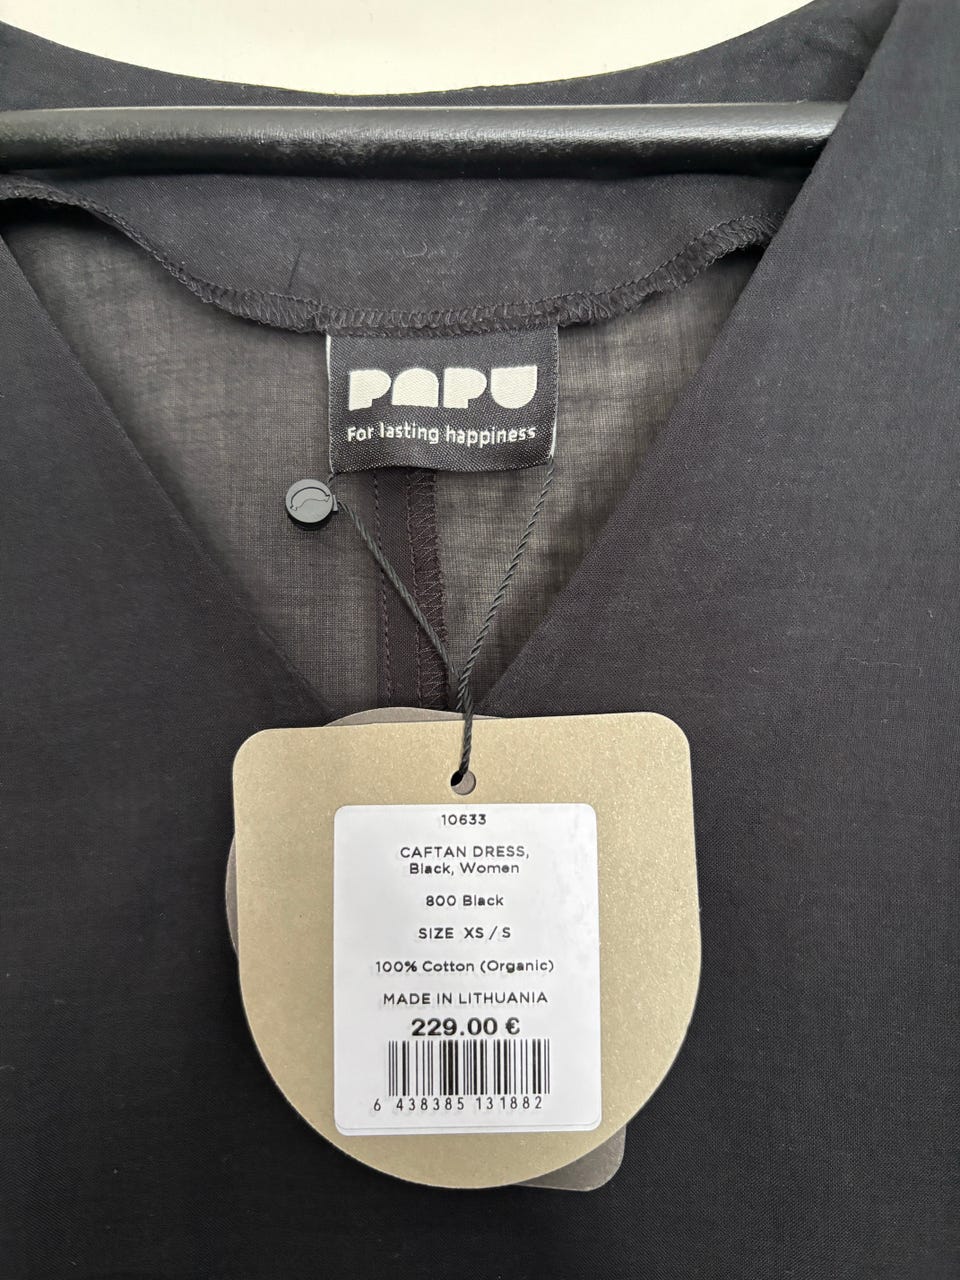 PAPU
For lasting happiness
10633
CAFTAN DRESS,
Black, Women
800 Black
SIZE XS / S
100% Cotton (Organic)
MADE IN LITHUANIA
229.00 €
6 438385 131882